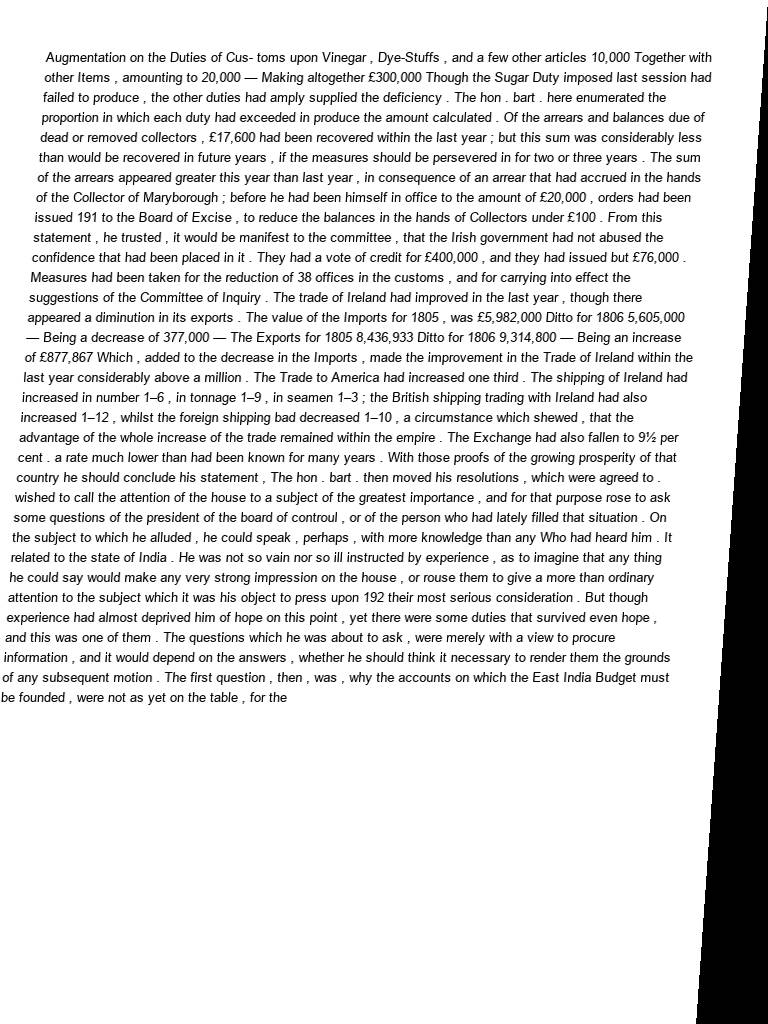 Augmentation on the Duties of Cus- toms upon Vinegar , Dye-Stuffs , and a few other articles 10,000 Together with
other Items , amounting to 20,000 — Making altogether £300,000 Though the Sugar Duty imposed last session had
failed to produce , the other duties had amply supplied the deficiency . The hon . bart . here enumerated the
proportion in which each duty had exceeded in produce the amount calculated . Of the arrears and balances due of
dead or removed collectors , £17,600 had been recovered within the last year ; but this sum was considerably less
than would be recovered in future years , if the measures should be persevered in for two or three years . The sum
of the arrears appeared greater this year than last year , in consequence of an arrear that had accrued in the hands
of the Collector of Maryborough ; before he had been himself in office to the amount of £20,000 , orders had been
issued 191 to the Board of Excise , to reduce the balances in the hands of Collectors under £100 . From this
statement , he trusted , it would be manifest to the committee , that the Irish government had not abused the
confidence that had been placed in it . They had a vote of credit for £400,000 , and they had issued but £76,000 .
Measures had been taken for the reduction of 38 offices in the customs , and for carrying into effect the
suggestions of the Committee of Inquiry . The trade of Ireland had improved in the last year , though there
appeared a diminution in its exports . The value of the Imports for 1805 , was £5,982,000 Ditto for 1806 5,605,000
— Being a decrease of 377,000 — The Exports for 1805 8,436,933 Ditto for 1806 9,314,800 — Being an increase
of £877,867 Which , added to the decrease in the Imports , made the improvement in the Trade of Ireland within the
last year considerably above a million . The Trade to America had increased one third . The shipping of Ireland had
increased in number 1–6 , in tonnage 1–9 , in seamen 1–3 ; the British shipping trading with Ireland had also
increased 1–12 , whilst the foreign shipping bad decreased 1–10 , a circumstance which shewed , that the
advantage of the whole increase of the trade remained within the empire . The Exchange had also fallen to 9½ per
cent . a rate much lower than had been known for many years . With those proofs of the growing prosperity of that
country he should conclude his statement , The hon . bart . then moved his resolutions , which were agreed to .
wished to call the attention of the house to a subject of the greatest importance , and for that purpose rose to ask
some questions of the president of the board of controul , or of the person who had lately filled that situation . On
the subject to which he alluded , he could speak , perhaps , with more knowledge than any Who had heard him . It
related to the state of India . He was not so vain nor so ill instructed by experience , as to imagine that any thing
he could say would make any very strong impression on the house , or rouse them to give a more than ordinary
attention to the subject which it was his object to press upon 192 their most serious consideration . But though
experience had almost deprived him of hope on this point , yet there were some duties that survived even hope ,
and this was one of them . The questions which he was about to ask , were merely with a view to procure
information , and it would depend on the answers , whether he should think it necessary to render them the grounds
of any subsequent motion . The first question , then , was , why the accounts on which the East India Budget must
be founded , were not as yet on the table , for the